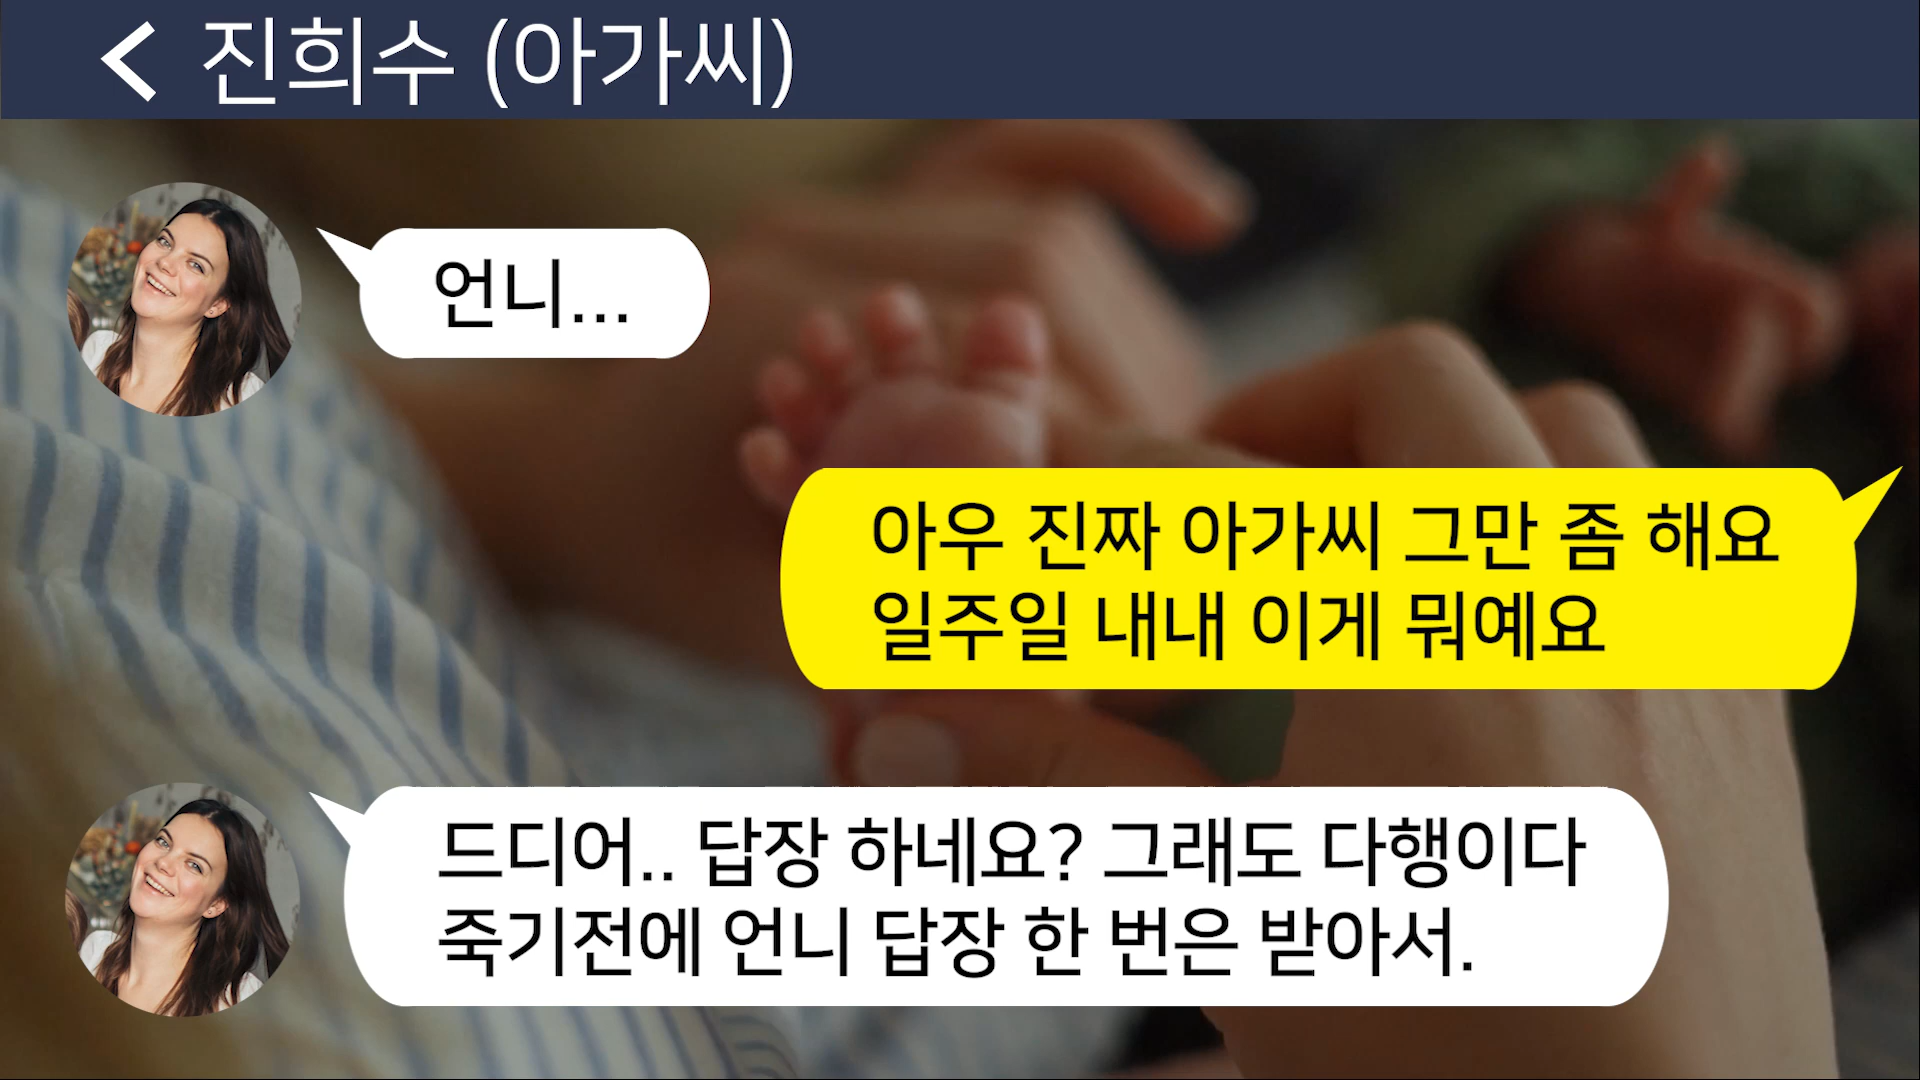 진희수 (아가씨)
언니...
아우 진짜 아가씨 그만 좀 해요
일주일 내내 이게 뭐예요
드디어.. 답장 하네요? 그래도 다행이다
죽기전에 언니 답장 한 번은 받아서.